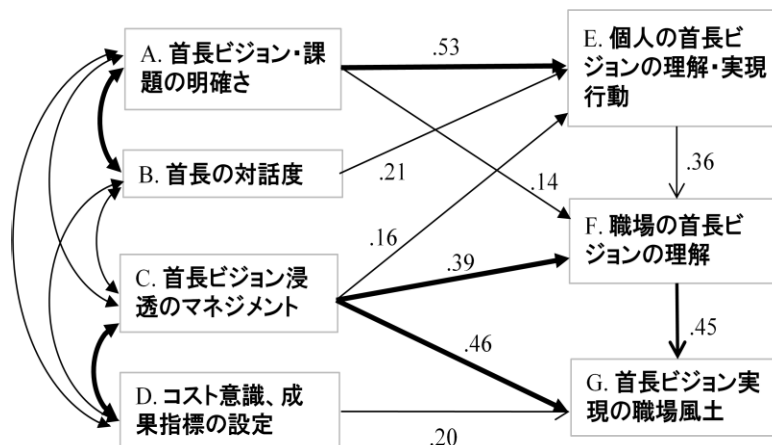 A. 首長ビジョン・課
題の明確さ
B. 首長の対話度
C. 首長ビジョン浸
透のマネジメント
D. コスト意識、成
果指標の設定
.53
.21
.14
.16
.39
.46
.20
E. 個人の首長ビ
ジョンの理解・実現
行動
.36
F. 職場の首長ビ
ジョンの理解
.45
G. 首長ビジョン実
現の職場風土